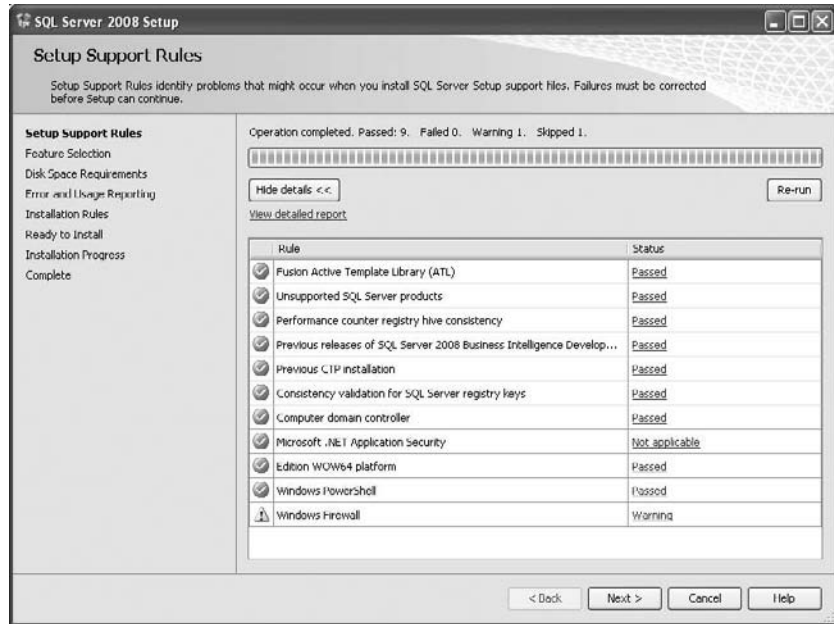 SQL Server 2008 Setup
Setup Support Rules
Setup Support Rules identify problems that might occur when you install SQL Server Setup support files. Failures must be corrected
before Setup can continue.
Setup Support Rules
Feature Selection
Disk Space Requirements
Error and Usage Reporting
Installation Rules
Ready to Install
Installation Progress
Complete
Operation completed. Passed: 9. Failed 0. Warning 1. Skipped 1.
Hide details <<
Re-run
View detailed report
Rule Status
Fusion Active Template Library (ATL) Passed
Unsupported SQL Server products Passed
Performance counter registry hive consistency Passed
Previous releases of SQL Server 2008 Business Intelligence Develop... Passed
Previous CTP installation Passed
Consistency validation for SQL Server registry keys Passed
Computer domain controller Passed
Microsoft .NET Application Security Not applicable
Edition WOW64 platform Passed
Windows PowerShell Passed
Windows Firewall Warning
< Back Next > Cancel Help